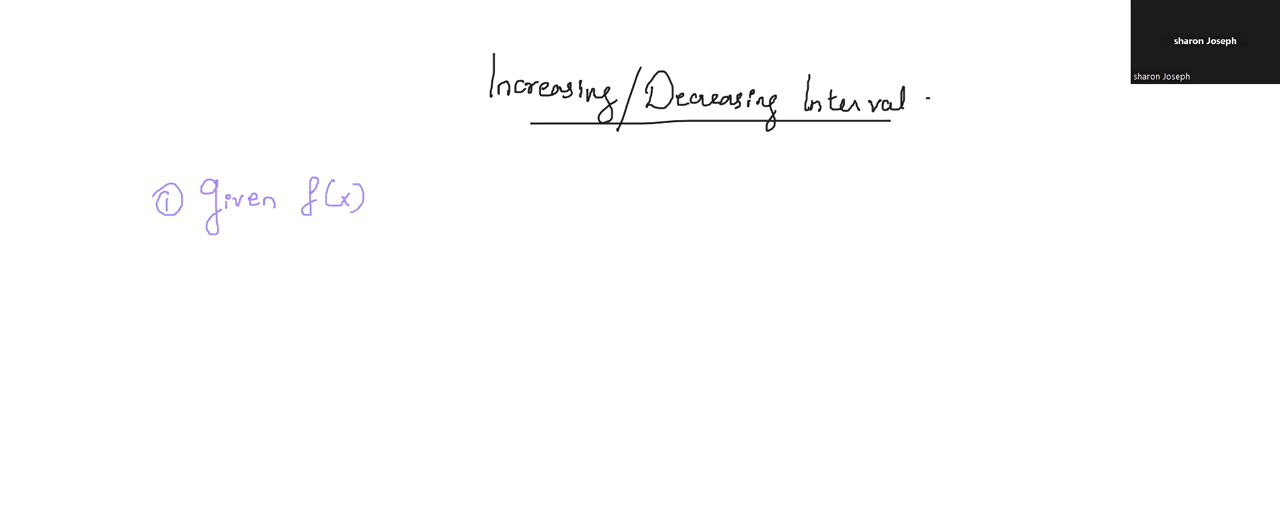 sharon Joseph
sharon Joseph
Increasing/Decreasing Interval .
① Given f(x)